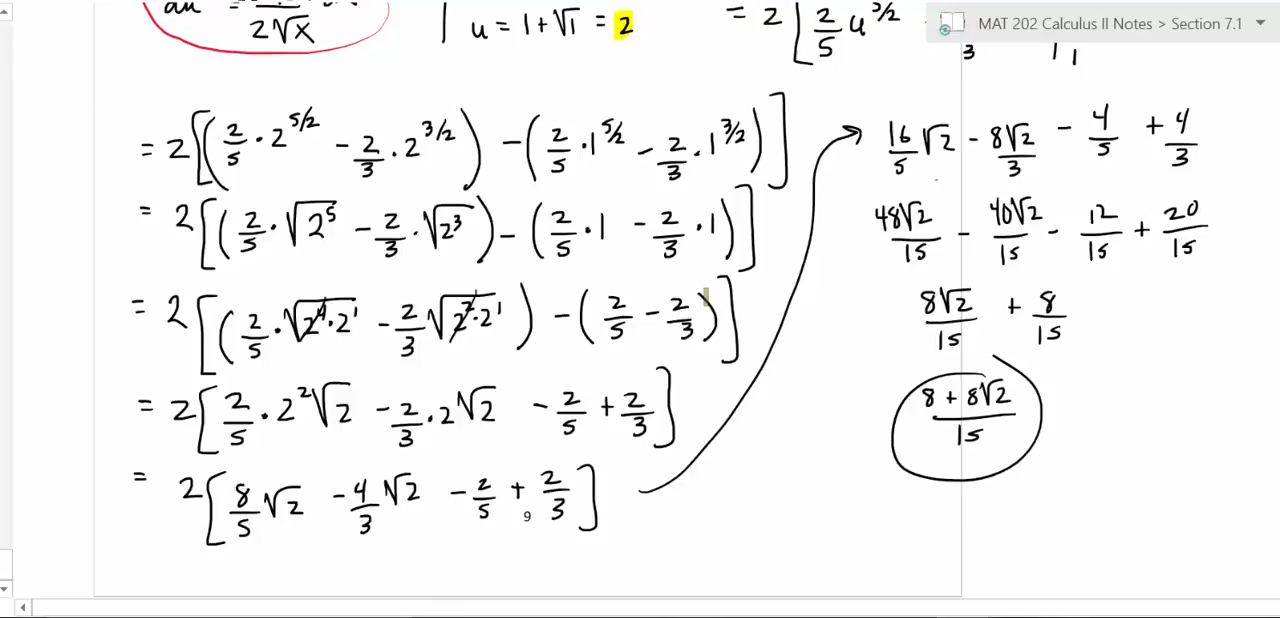 du = 
2√x
u = 1+√1 = 2
= 2[2/5 u^5/2
3
1
MAT 202 Calculus II Notes > Section 7.1
= 2[(2/5 · 2^5/2 - 2/3 · 2^3/2) - (2/5 · 1^5/2 - 2/3 · 1^3/2)]
= 2[(2/5 · √2^5 - 2/3 · √2^3) - (2/5 · 1 - 2/3 · 1)]
= 2[(2/5 · √2^4·2^1 - 2/3 √2^2·2^1) - (2/5 - 2/3)]
= 2[2/5 · 2^2√2 - 2/3 · 2√2 - 2/5 + 2/3]
= 2[8/5 √2 - 4/3 √2 - 2/5 + 2/3]
9
16/5 √2 - 8√2/3 - 4/5 + 4/3
48√2/15 - 40√2/15 - 12/15 + 20/15
8√2/15 + 8/15
8 + 8√2/15